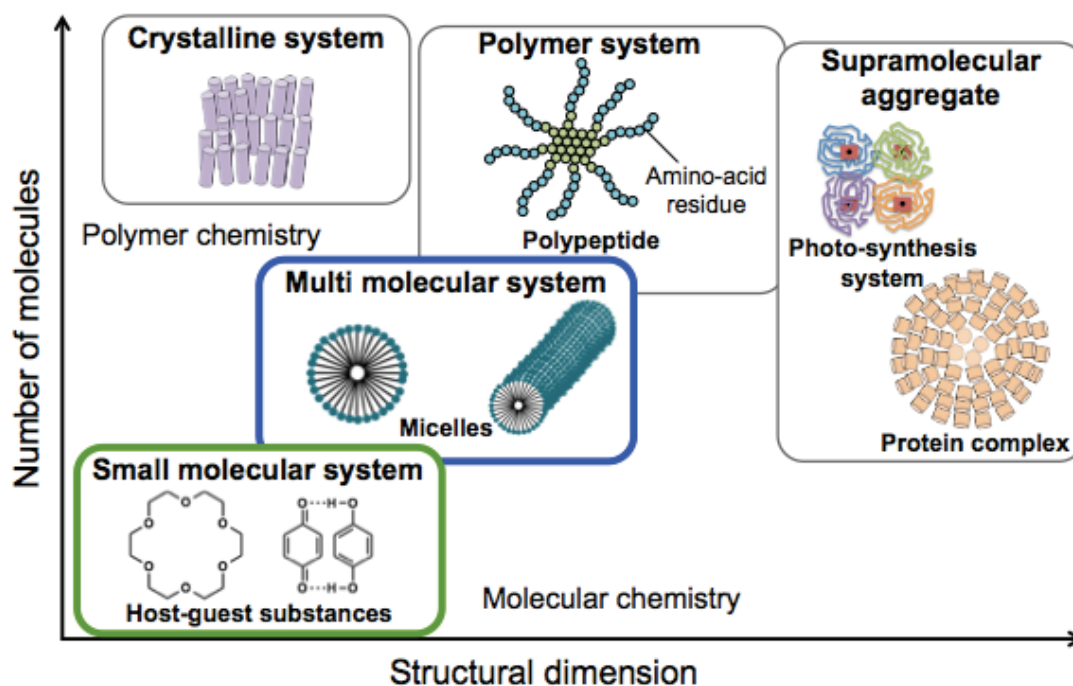 Crystalline system
Polymer system
Supramolecular
aggregate
Amino-acid
residue
Polypeptide
Photo-synthesis
system
Polymer chemistry
Multi molecular system
Micelles
Protein complex
Small molecular system
O
O
O
O
O
O
O H O
O H O
Host-guest substances
Molecular chemistry
Number of molecules
Structural dimension